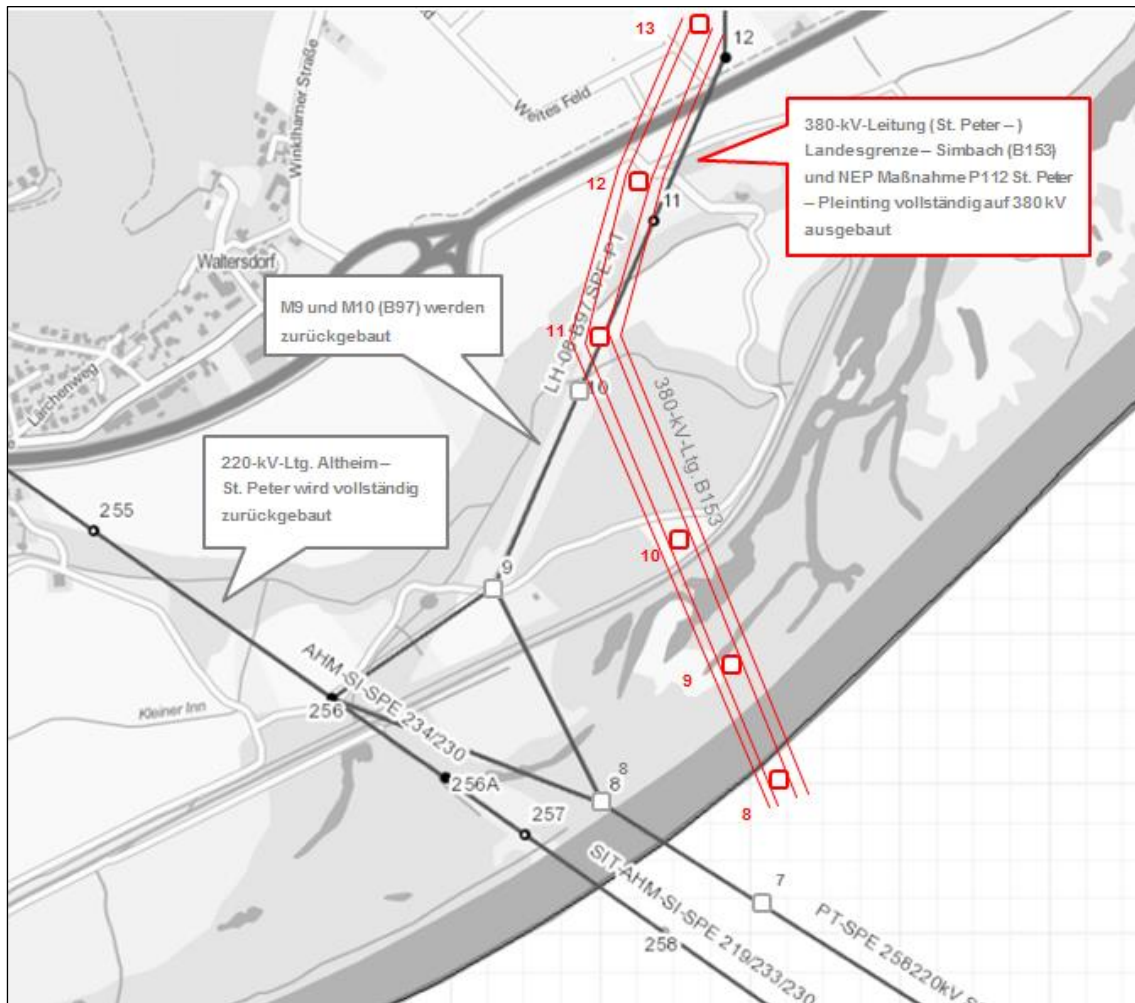 13
12
Winklhamer Straße
Weites Feld
380-kV-Leitung (St. Peter –)
Landesgrenze – Simbach (B153)
und NEP Maßnahme P112 St. Peter
– Pleinting vollständig auf 380 kV
ausgebaut
12
11
Waltersdorf
M9 und M10 (B97) werden
zurückgebaut
LH-08-B97-SPE-PT
11
10
Lärchenweg
380-kV-Ltg. B153
220-kV-Ltg. Altheim –
St. Peter wird vollständig
zurückgebaut
255
10
9
AHM-SI-SPE 234/230
9
Kleiner Inn
256
256A
8
8
8
257
SIT-AHM-SI-SPE 219/233/230
7
PT-SPE 258220kV
258